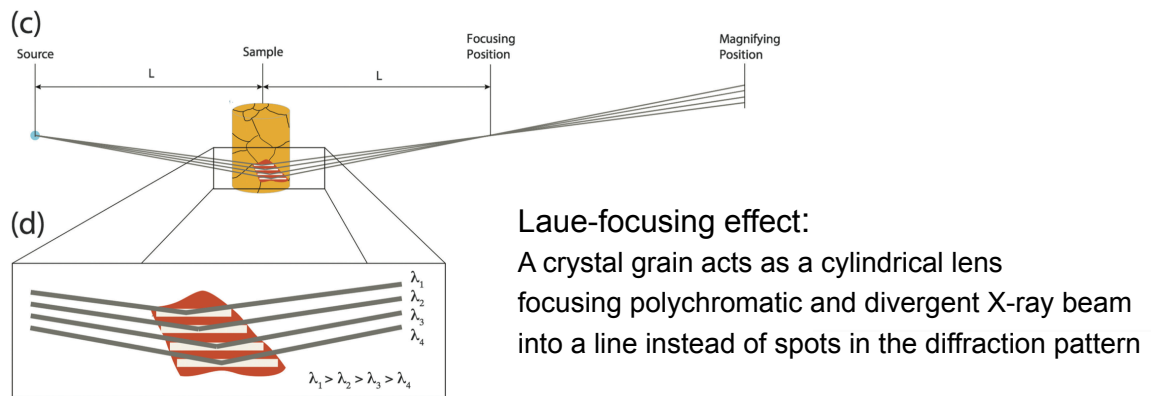 (c)
Source
Sample
Focusing
Position
Magnifying
Position
L
L
(d)
λ₁
λ₂
λ₃
λ₄
λ₁ > λ₂ > λ₃ > λ₄
Laue-focusing effect:
A crystal grain acts as a cylindrical lens
focusing polychromatic and divergent X-ray beam
into a line instead of spots in the diffraction pattern